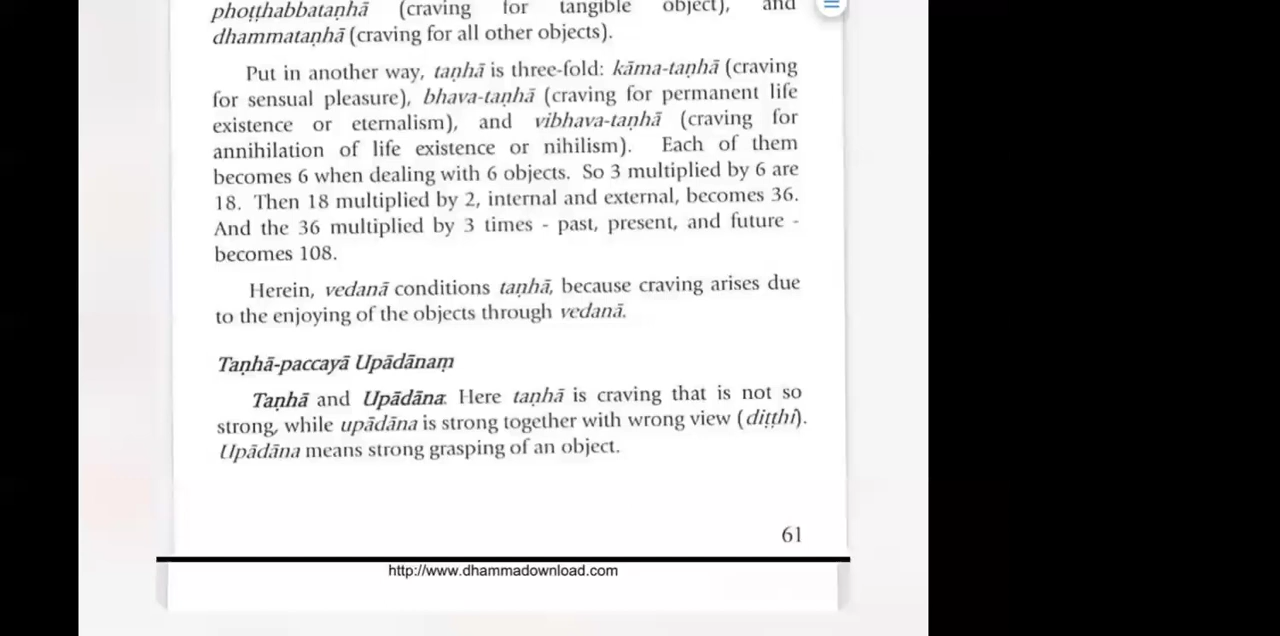 phoṭṭhabbataṇhā (craving for tangible object), and
dhammataṇhā (craving for all other objects).
Put in another way, taṇhā is three-fold: kāma-taṇhā (craving
for sensual pleasure), bhava-taṇhā (craving for permanent life
existence or eternalism), and vibhava-taṇhā (craving for
annihilation of life existence or nihilism). Each of them
becomes 6 when dealing with 6 objects. So 3 multiplied by 6 are
18. Then 18 multiplied by 2, internal and external, becomes 36.
And the 36 multiplied by 3 times - past, present, and future -
becomes 108.
Herein, vedanā conditions taṇhā, because craving arises due
to the enjoying of the objects through vedanā.
Taṇhā-paccayā Upādānaṃ
Taṇhā and Upādāna. Here taṇhā is craving that is not so
strong, while upādāna is strong together with wrong view (diṭṭhi).
Upādāna means strong grasping of an object.
61
http://www.dhammadownload.com